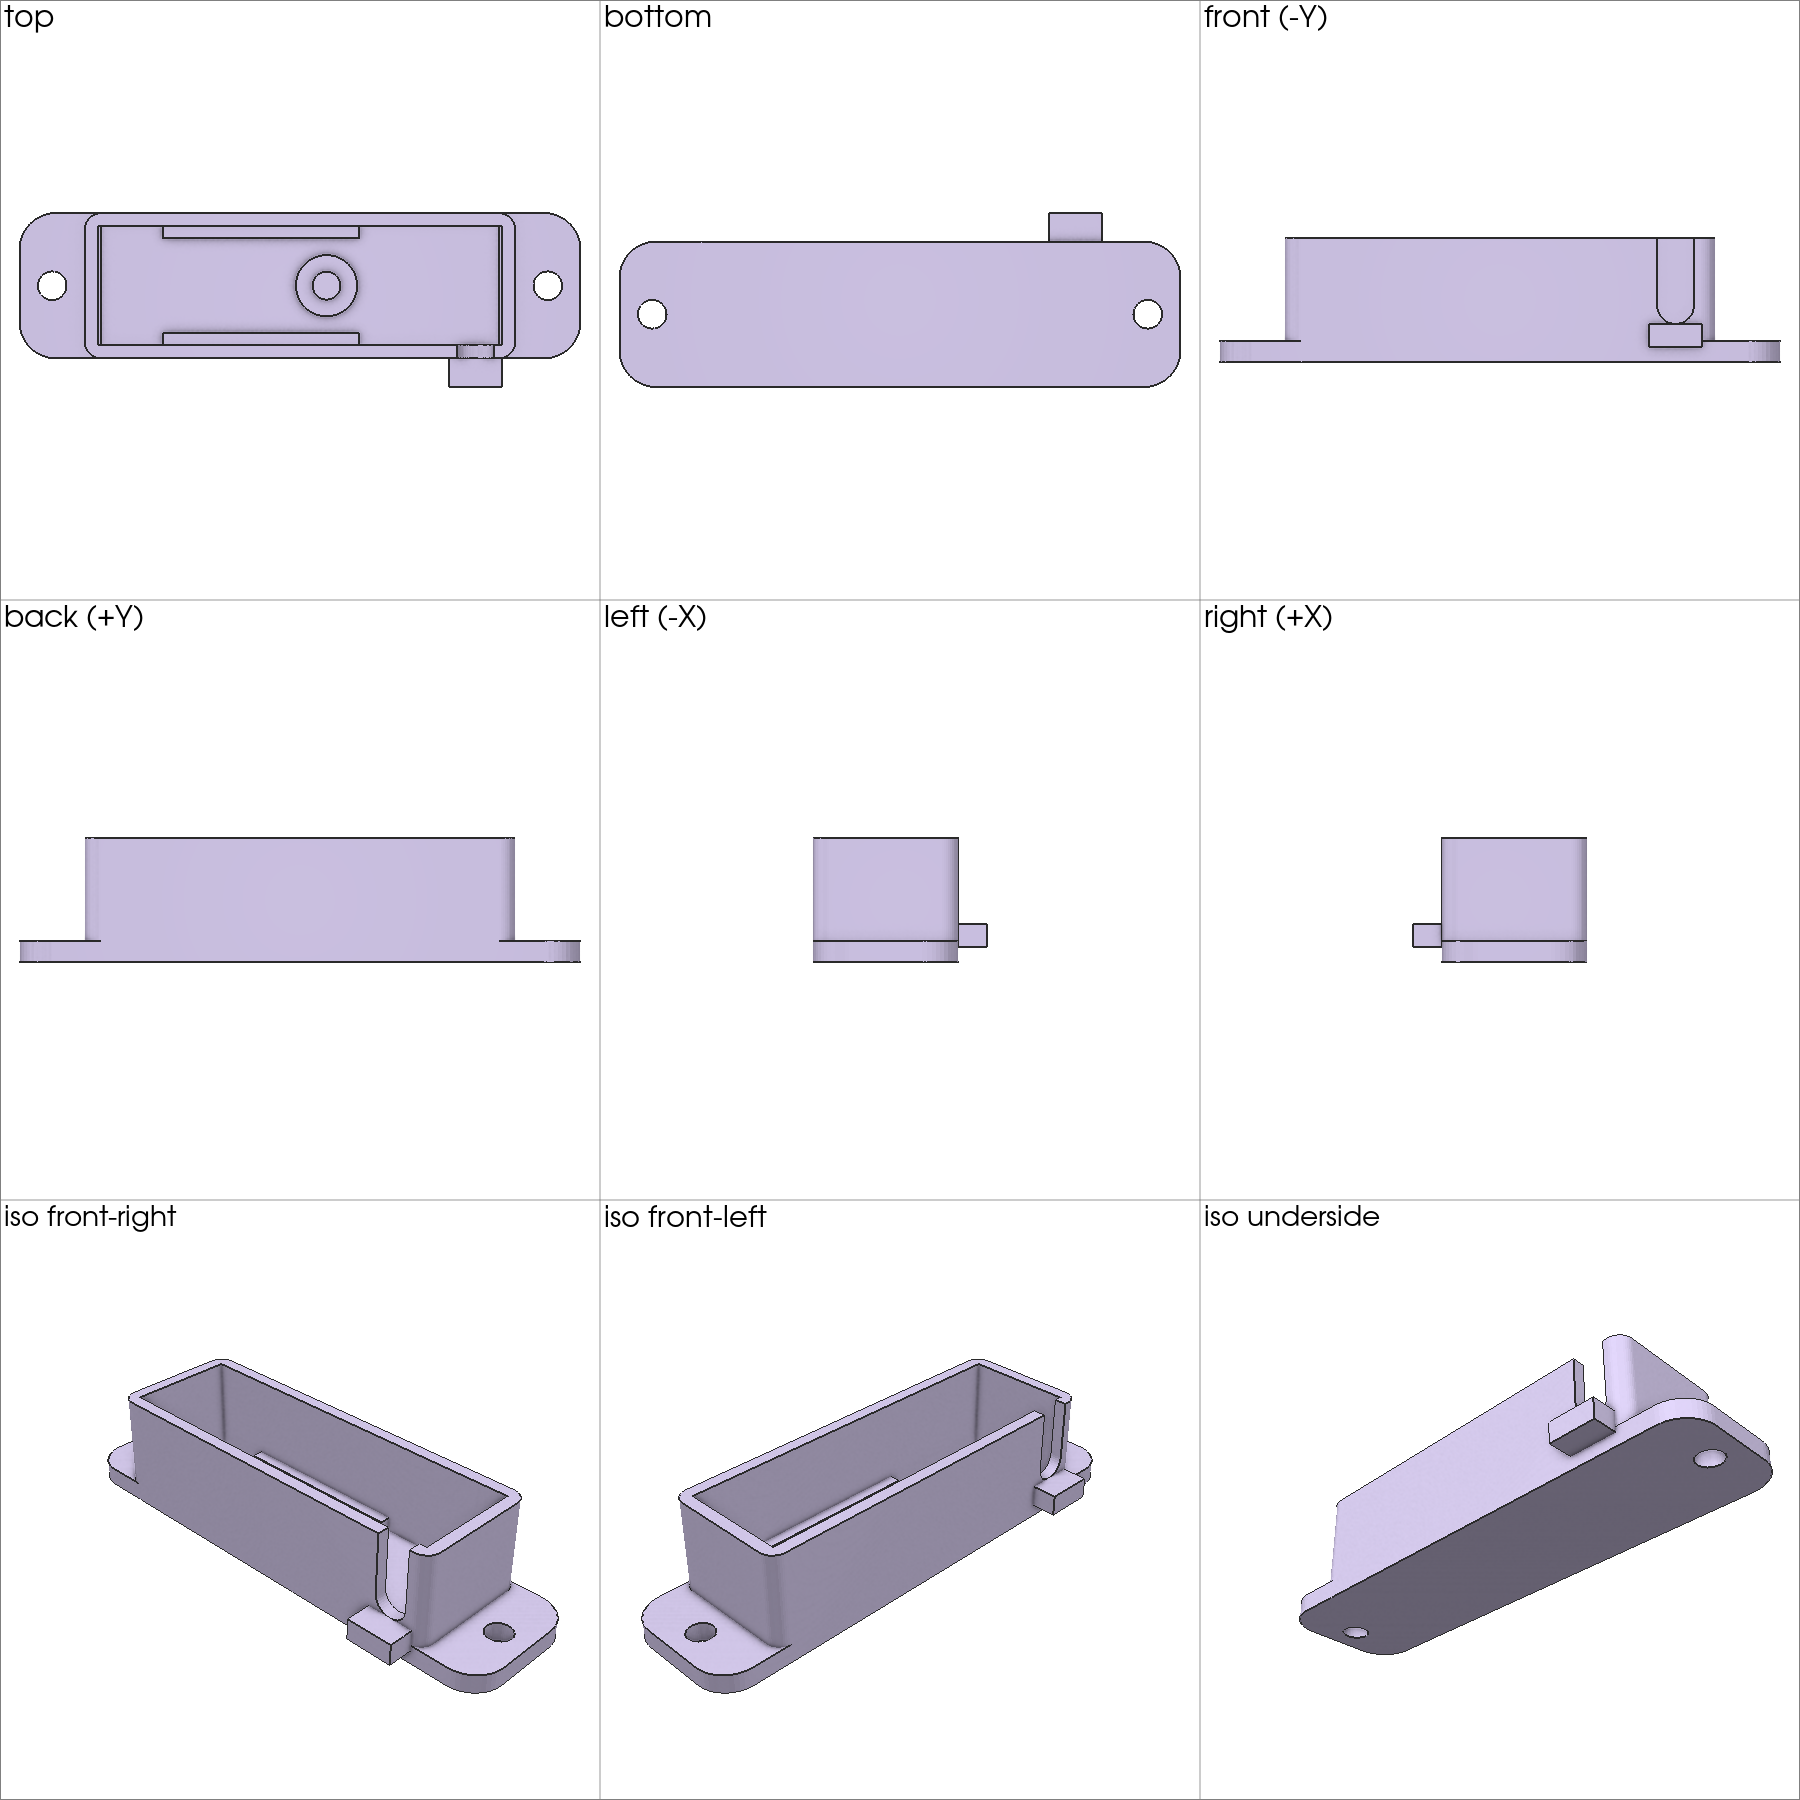 top
bottom
front (-Y)
back (+Y)
left (-X)
right (+X)
iso front-right
iso front-left
iso underside